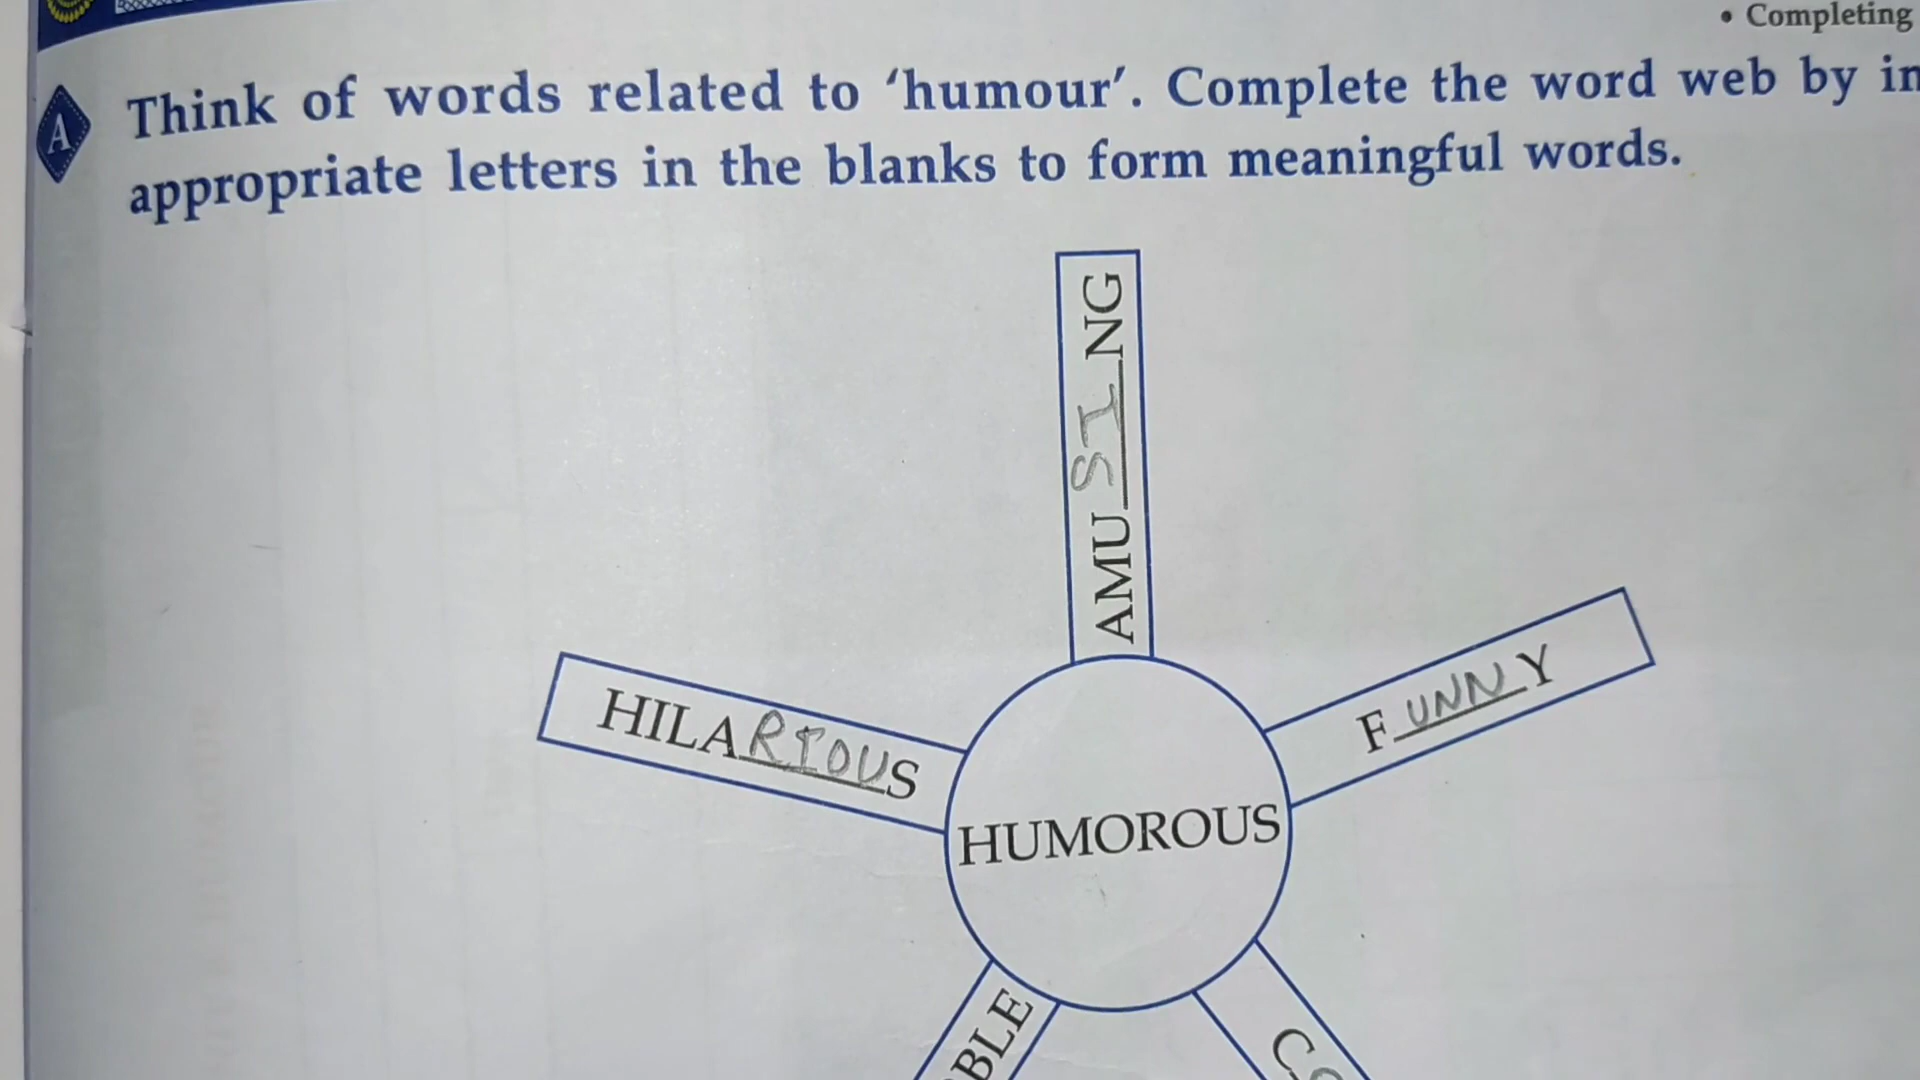 • Completing
A Think of words related to ‘humour’. Complete the word web by in
appropriate letters in the blanks to form meaningful words.
AMUSING
HILARIOUS
FUNNY
HUMOROUS
BLE
CO